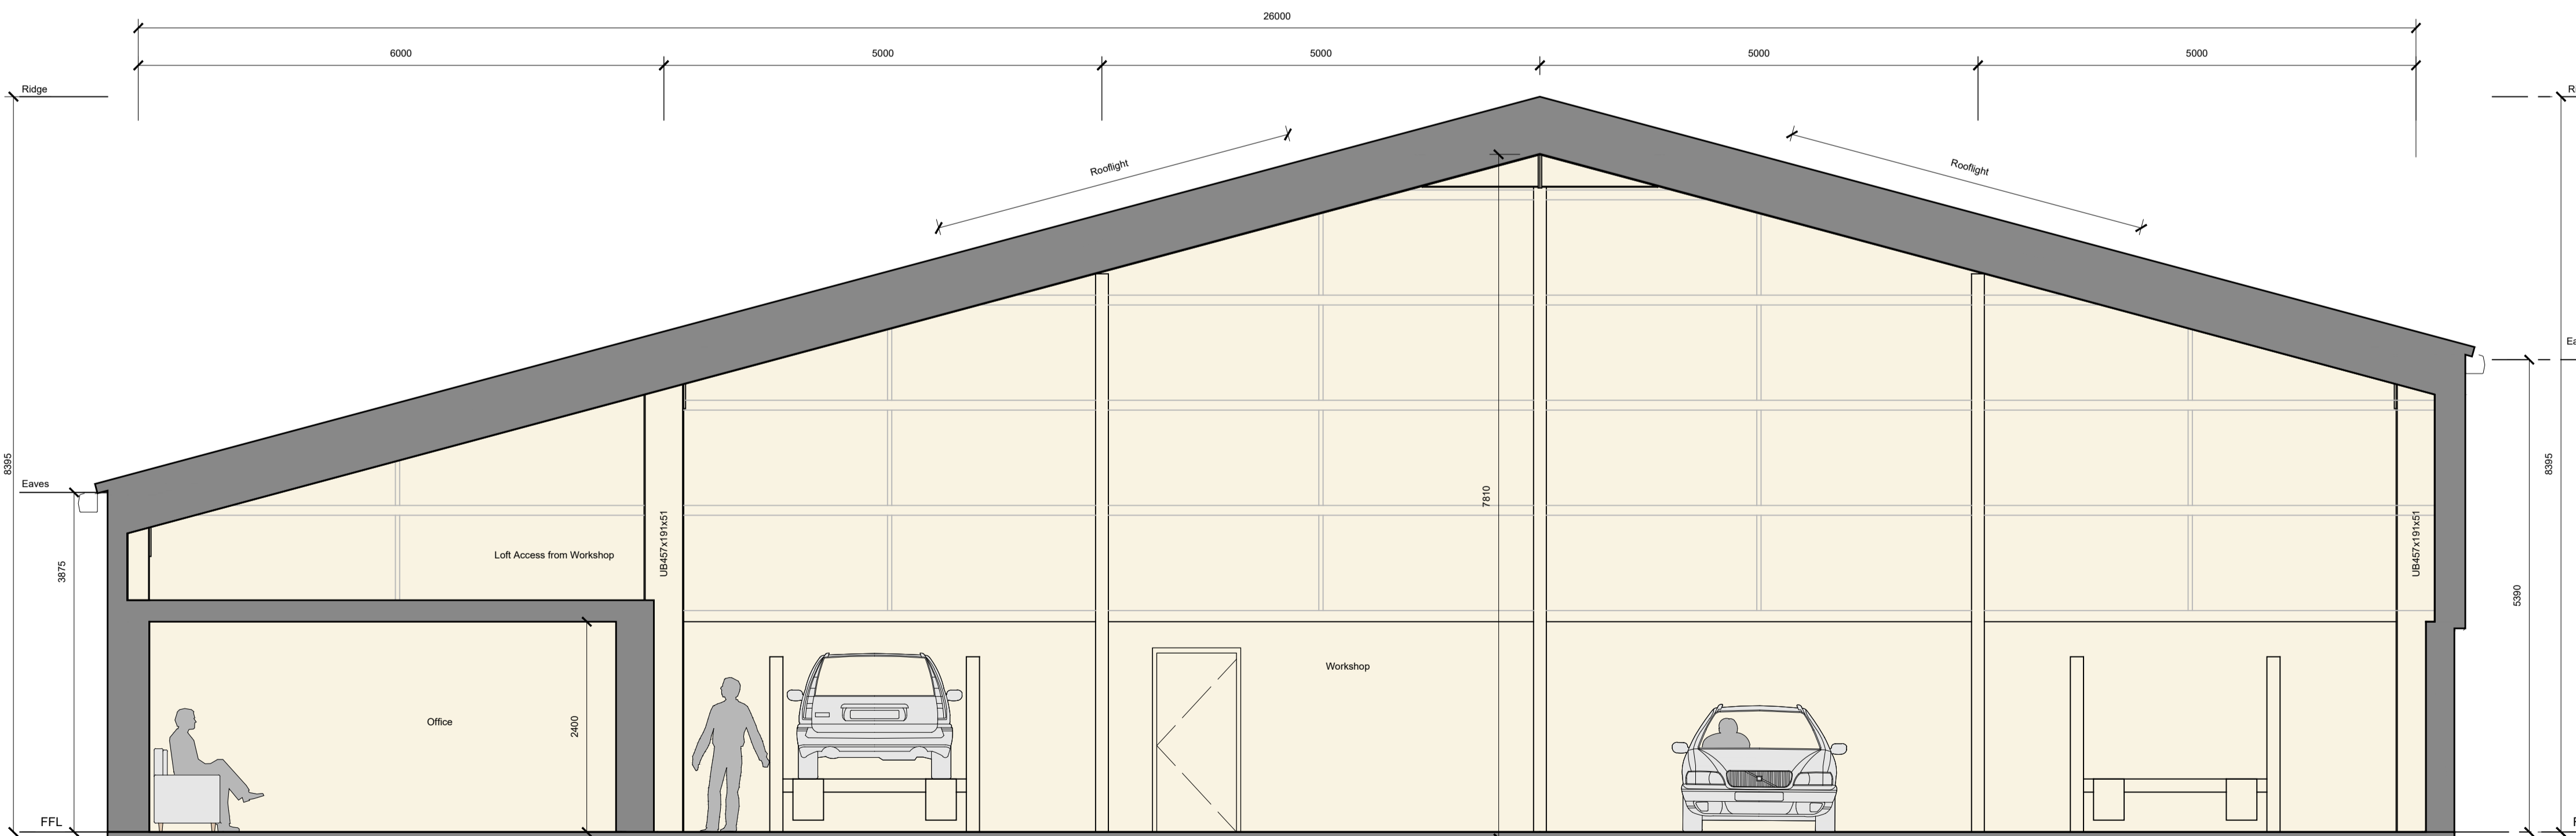 26000
6000
5000
5000
5000
5000
Ridge
Rooflight
Rooflight
Eaves
8395
3875
FFL
Loft Access from Workshop
UB457x191x51
7810
UB457x191x51
8395
5390
Office
2400
Workshop